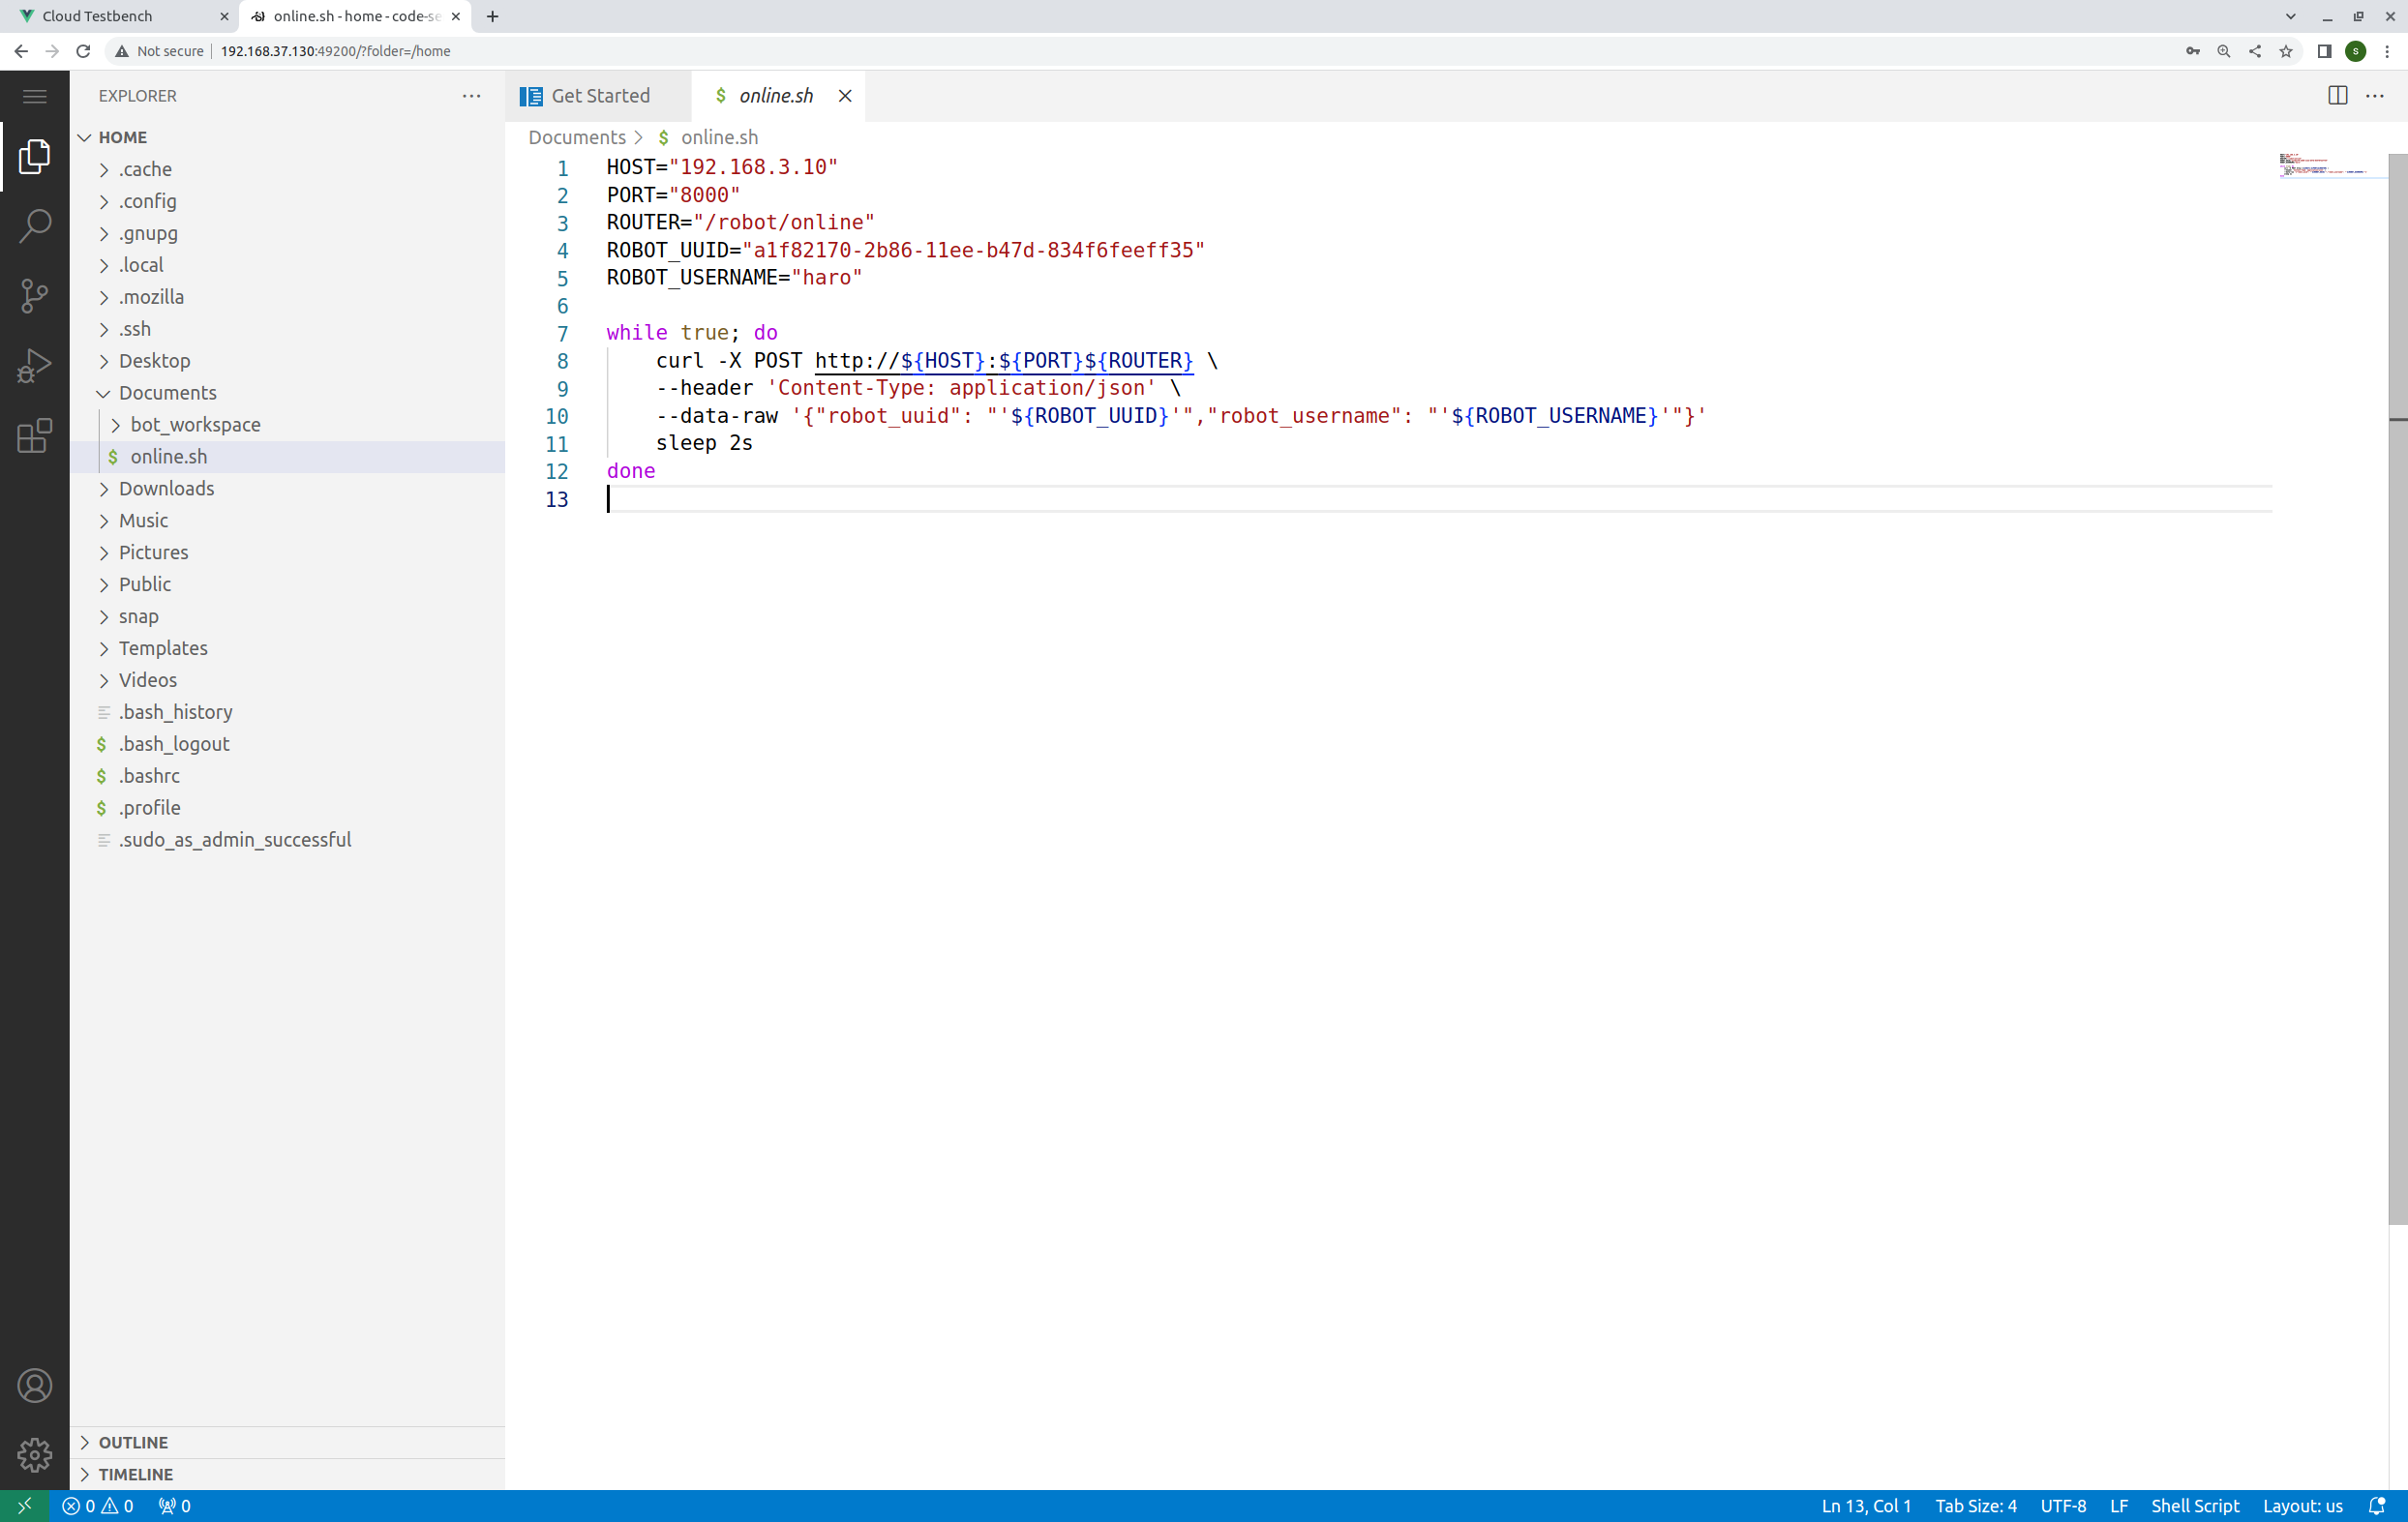 Cloud Testbench
online.sh - home - code-se
Not secure
192.168.37.130:49200/?folder=/home
s
EXPLORER
HOME
.cache
.config
.gnupg
.local
.mozilla
.ssh
Desktop
Documents
bot_workspace
$ online.sh
Downloads
Music
Pictures
Public
snap
Templates
Videos
.bash_history
$ .bash_logout
$ .bashrc
$ .profile
.sudo_as_admin_successful
OUTLINE
TIMELINE
Get Started
$ online.sh
Documents > $ online.sh
1 HOST="192.168.3.10"
2 PORT="8000"
3 ROUTER="/robot/online"
4 ROBOT_UUID="a1f82170-2b86-11ee-b47d-834f6feeff35"
5 ROBOT_USERNAME="haro"
6
7 while true; do
8 curl -X POST http://${HOST}:${PORT}${ROUTER} \
9 --header 'Content-Type: application/json' \
10 --data-raw '{"robot_uuid": "'${ROBOT_UUID}'","robot_username": "'${ROBOT_USERNAME}'"}'
11 sleep 2s
12 done
13
0 0 0
Ln 13, Col 1 Tab Size: 4 UTF-8 LF Shell Script Layout: us